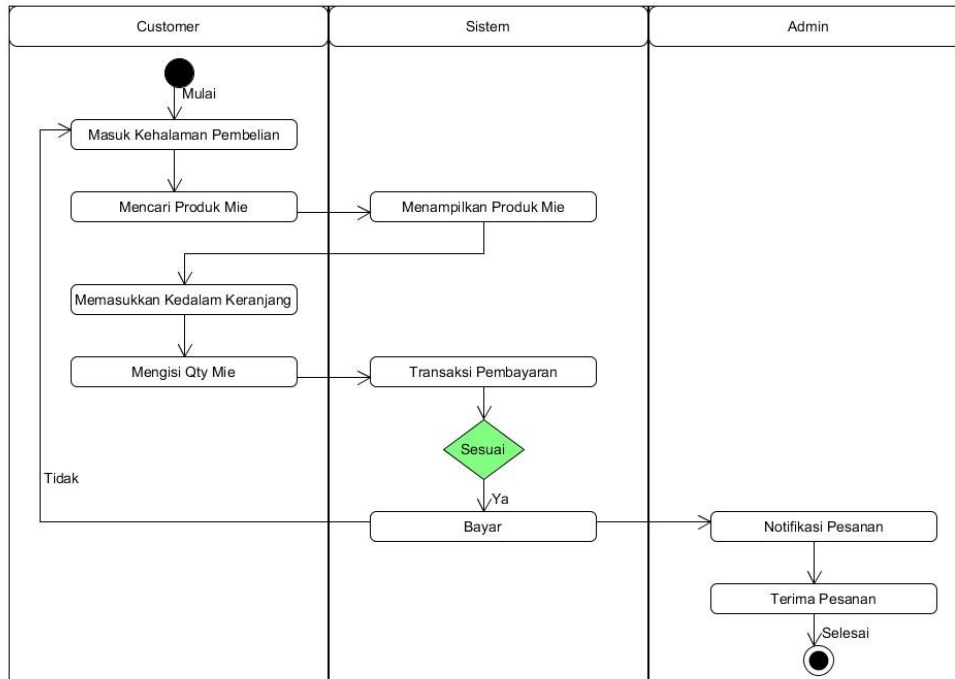 Customer
Sistem
Admin
Mulai
Masuk Kehalaman Pembelian
Mencari Produk Mie
Menampilkan Produk Mie
Memasukkan Kedalam Keranjang
Mengisi Qty Mie
Transaksi Pembayaran
Sesuai
Tidak
Ya
Bayar
Notifikasi Pesanan
Terima Pesanan
Selesai